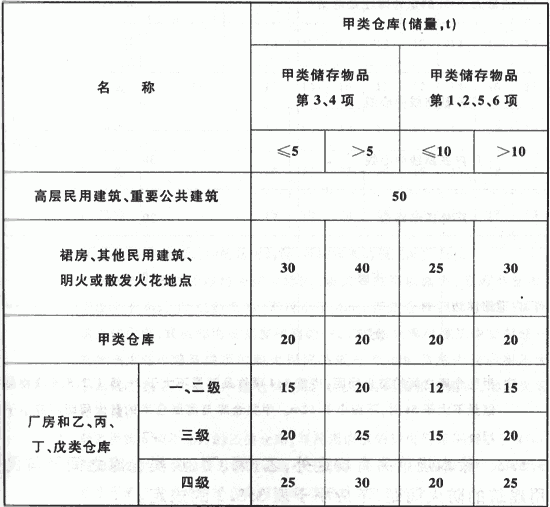 名 称
甲类仓库(储量,t)
甲类储存物品
第3、4项
甲类储存物品
第1、2、5、6项
≤5 >5 ≤10 >10
高层民用建筑、重要公共建筑 50
裙房、其他民用建筑、
明火或散发火花地点
30 40 25 30
甲类仓库 20 20 20 20
厂房和乙、丙、
丁、戊类仓库
一、二级 15 20 12 15
三级 20 25 15 20
四级 25 30 20 25